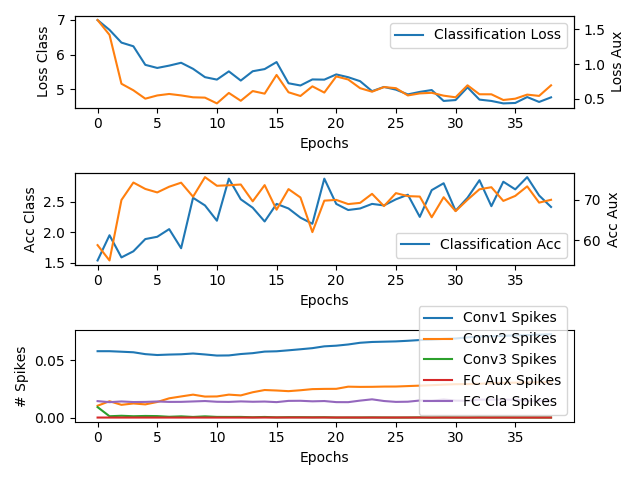 7
6
5
Loss Class
Classification Loss
1.5
1.0
0.5
Loss Aux
0 5 10 15 20 25 30 35
Epochs
2.5
2.0
1.5
Acc Class
Classification Acc
70
60
Acc Aux
0 5 10 15 20 25 30 35
Epochs
0.05
0.00
# Spikes
Conv1 Spikes
Conv2 Spikes
Conv3 Spikes
FC Aux Spikes
FC Cla Spikes
0 5 10 15 20 25 30 35
Epochs